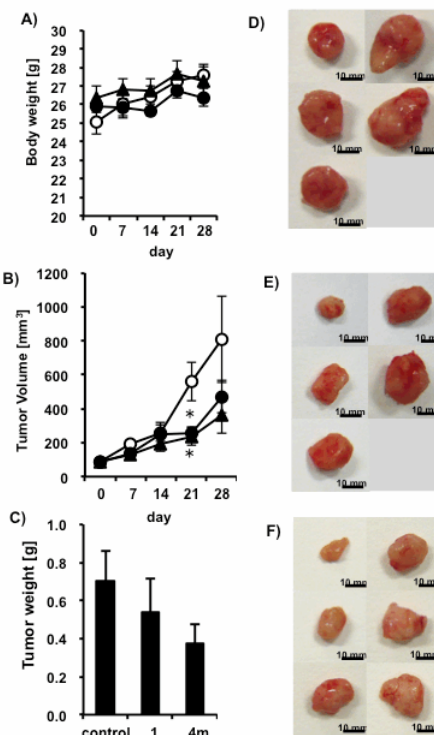 A)
Body weight [g]
30
29
28
27
26
25
24
23
22
21
20
0 7 14 21 28
day
B)
Tumor Volume [mm³]
1200
1000
800
600
400
200
0
*
*
0 7 14 21 28
day
C)
Tumor weight [g]
1.0
0.8
0.6
0.4
0.2
0.0
control 1 4m
D)
10 mm 10 mm
10 mm 10 mm
10 mm
E)
10 mm 10 mm
10 mm 10 mm
10 mm
F)
10 mm 10 mm
10 mm 10 mm
10 mm 10 mm